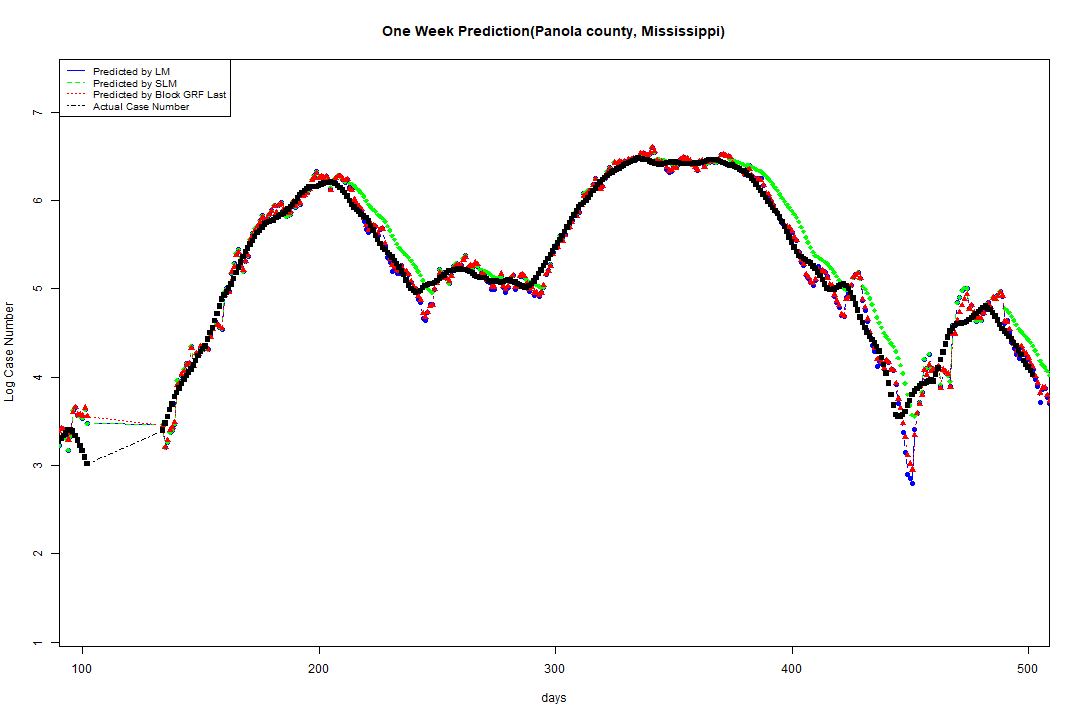 One Week Prediction(Panola county, Mississippi)
Predicted by LM
Predicted by SLM
Predicted by Block GRF Last
Actual Case Number
7
6
5
4
3
2
1
Log Case Number
100 200 300 400 500
days